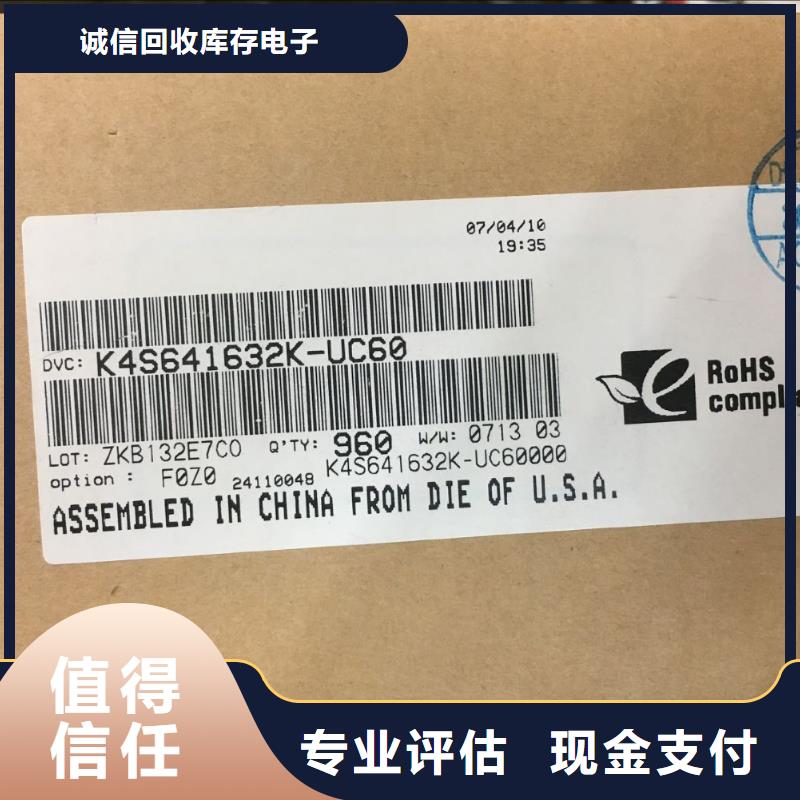 诚信回收库存电子
07/04/10
19:35
DVC: K4S641632K-UC60
LOT: ZKB132E7C0 Q'TY: 960 W/W: 0713 03
option : F0Z0 24110048 K4S641632K-UC60000
ASSEMBLED IN CHINA FROM DIE OF U.S.A.
RoHS
值得
信任
专业评估 现金支付